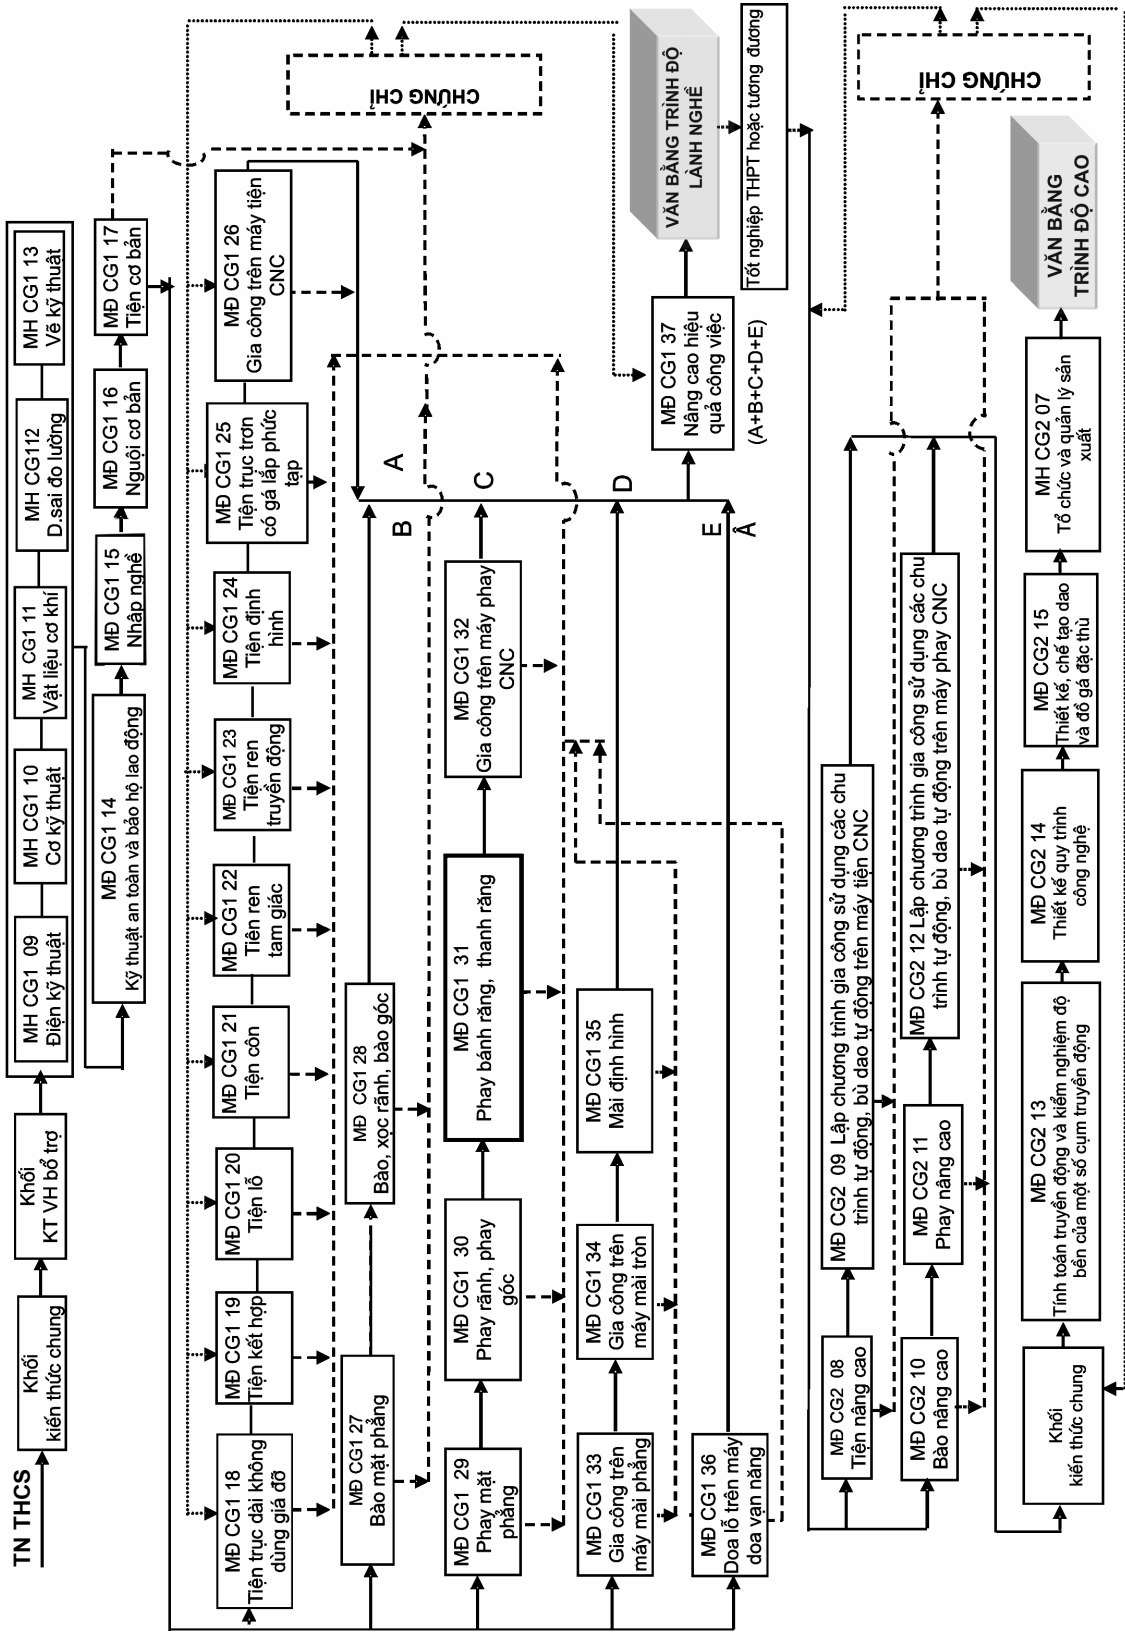 TN THCS
Khối
kiến thức chung
Khối
KT VH bổ trợ
MH CG1 09
Điện kỹ thuật
MH CG1 10
Cơ kỹ thuật
MH CG1 11
Vật liệu cơ khí
MH CG112
D.sai đo lường
MH CG1 13
Vẽ kỹ thuật
MĐ CG1 14
Kỹ thuật an toàn và bảo hộ lao động
MĐ CG1 15
Nhập nghề
MĐ CG1 16
Nguội cơ bản
MĐ CG1 17
Tiện cơ bản
MĐ CG1 18
Tiện trục dài không
dùng giá đỡ
MĐ CG1 19
Tiện kết hợp
MĐ CG1 20
Tiện lỗ
MĐ CG1 21
Tiện côn
MĐ CG1 22
Tiên ren
tam giác
MĐ CG1 23
Tiện ren
truyền động
MĐ CG1 24
Tiện định
hình
MĐ CG1 25
Tiện trục trơn
có gá lắp phức
tạp
MĐ CG1 26
Gia công trên máy tiện
CNC
CHỨNG CHỈ
MĐ CG1 27
Bào mặt phẳng
MĐ CG1 28
Bào, xọc rãnh, bào góc
A
B
MĐ CG1 29
Phay mặt
phẳng
MĐ CG1 30
Phay rãnh, phay
góc
MĐ CG1 31
Phay bánh răng, thanh răng
MĐ CG1 32
Gia công trên máy phay
CNC
C
MĐ CG1 33
Gia công trên
máy mài phẳng
MĐ CG1 34
Gia công trên
máy mài tròn
MĐ CG1 35
Mài định hình
D
MĐ CG1 36
Doa lỗ trên máy
doa vạn năng
E
Â
MĐ CG1 37
Nâng cao hiệu
quả công việc
(A+B+C+D+E)
VĂN BẰNG TRÌNH ĐỘ
LÀNH NGHỀ
Tốt nghiệp THPT hoặc tương đương
MĐ CG2 08
Tiện nâng cao
MĐ CG2 09 Lập chương trình gia công sử dụng các chu
trình tự động, bù dao tự động trên máy tiện CNC
MĐ CG2 10
Bào nâng cao
MĐ CG2 11
Phay nâng cao
MĐ CG2 12 Lập chương trình gia công sử dụng các chu
trình tự động, bù dao tự động trên máy phay CNC
CHỨNG CHỈ
Khối
kiến thức chung
MĐ CG2 13
Tính toán truyền động và kiểm nghiệm độ
bền của một số cụm truyền động
MĐ CG2 14
Thiết kế quy trình
công nghệ
MĐ CG2 15
Thiết kế, chế tạo dao
và đồ gá đặc thù
MH CG2 07
Tổ chức và quản lý sản
xuất
VĂN BẰNG
TRÌNH ĐỘ CAO